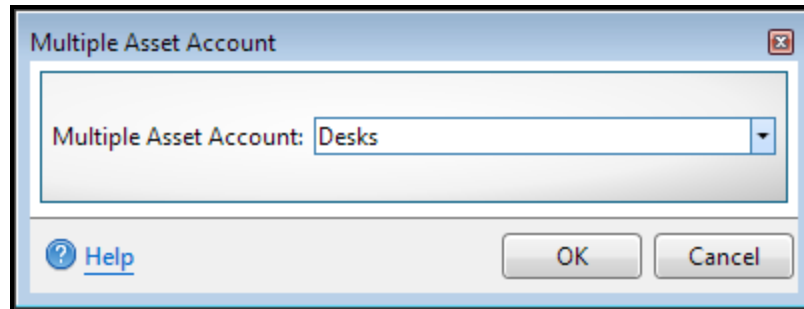 Multiple Asset Account
Multiple Asset Account: Desks
Help
OK
Cancel